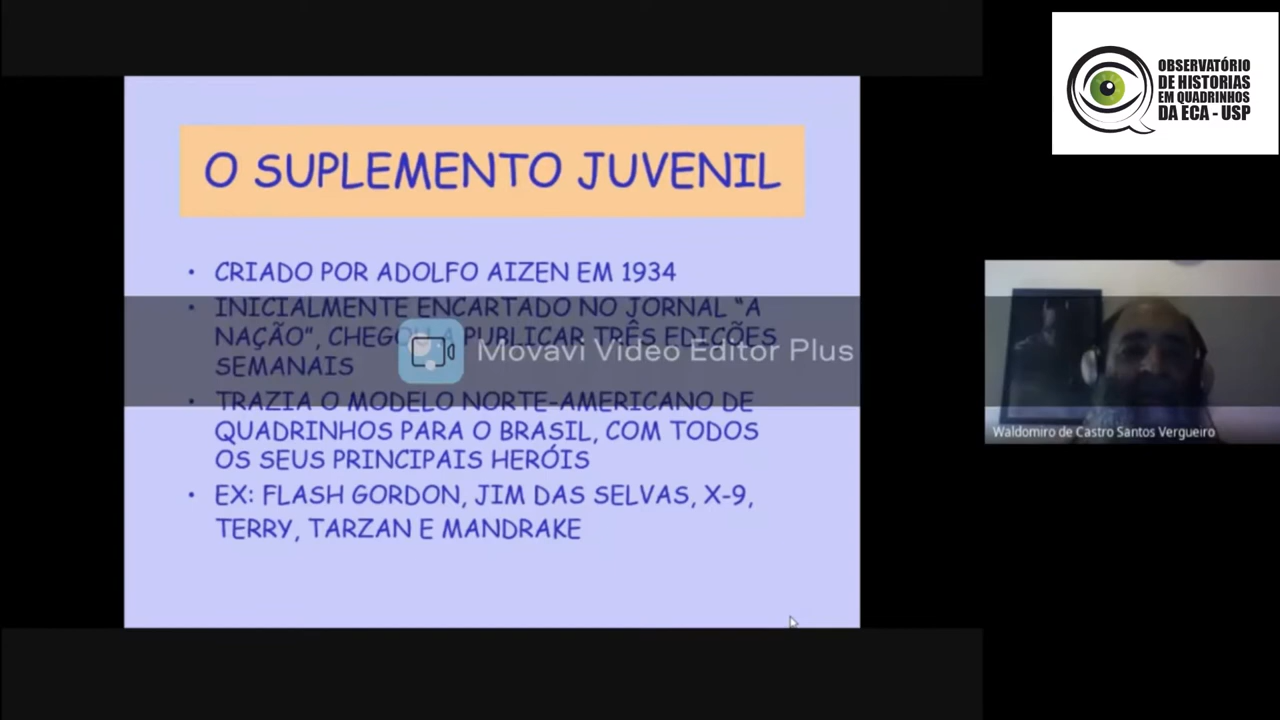 O SUPLEMENTO JUVENIL
• CRIADO POR ADOLFO AIZEN EM 1934
• INICIALMENTE ENCARTADO NO JORNAL “A
NAÇÃO”, CHEGOU A PUBLICAR TRÊS EDIÇÕES
SEMANAIS
• TRAZIA O MODELO NORTE-AMERICANO DE
QUADRINHOS PARA O BRASIL, COM TODOS
OS SEUS PRINCIPAIS HERÓIS
• EX: FLASH GORDON, JIM DAS SELVAS, X-9,
TERRY, TARZAN E MANDRAKE
Movavi Video Editor Plus
OBSERVATÓRIO
DE HISTORIAS
EM QUADRINHOS
DA ECA - USP
Waldomiro de Castro Santos Vergueiro